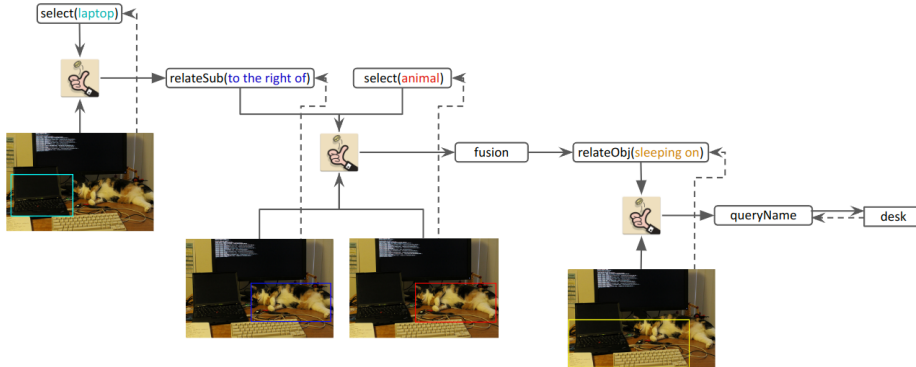 select(laptop)
relateSub(to the right of)
select(animal)
fusion
relateObj(sleeping on)
queryName
desk